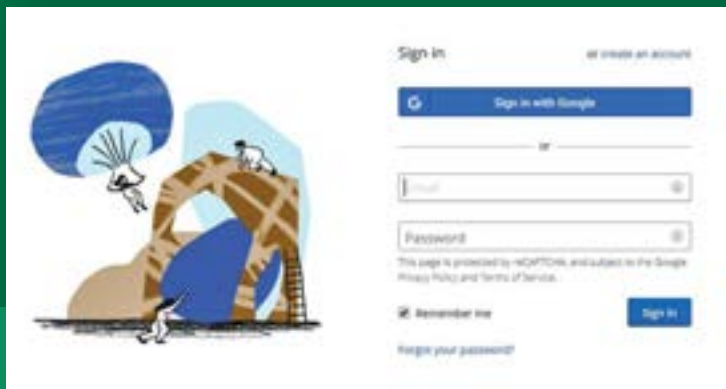 Sign in
or create an account
G Sign in with Google
or
Email
Password
This page is protected by reCAPTCHA, and subject to the Google
Privacy Policy and Terms of Service.
Remember me
Sign in
Forgot your password?